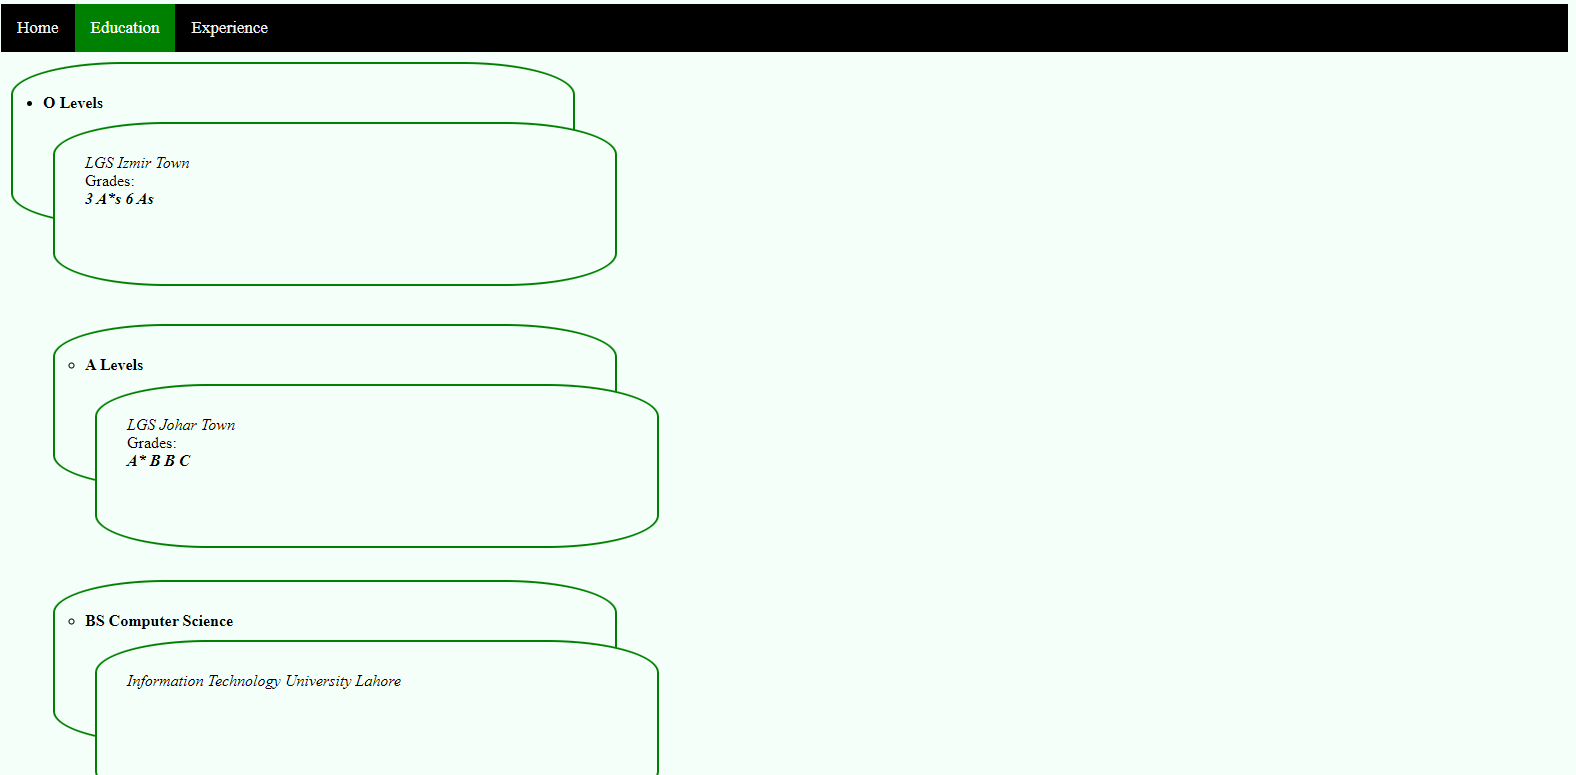 Home Education Experience
O Levels
LGS Izmir Town
Grades:
3 A*s 6 As
A Levels
LGS Johar Town
Grades:
A* B B C
BS Computer Science
Information Technology University Lahore